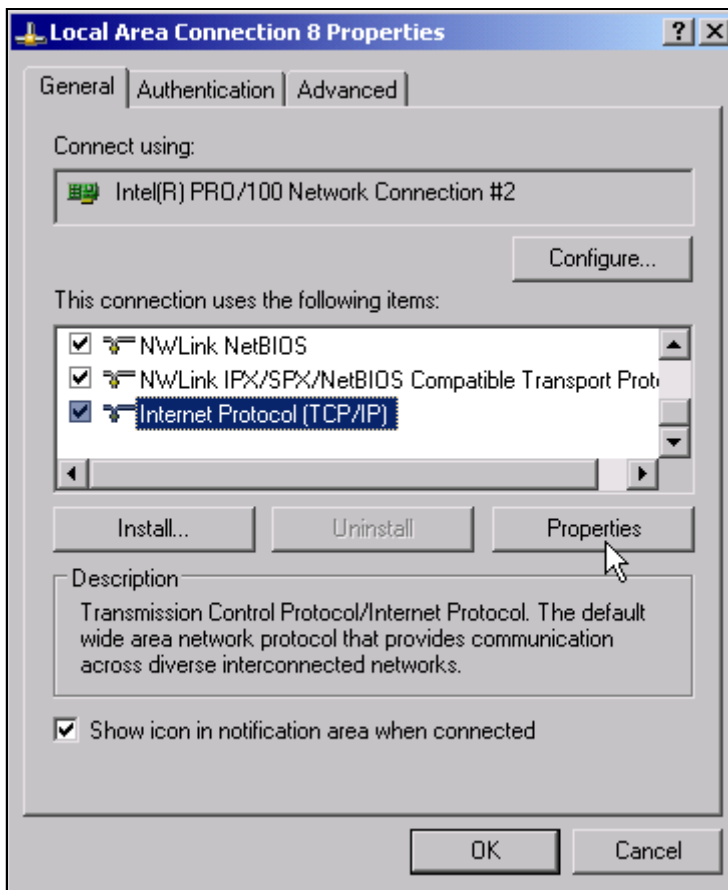 Local Area Connection 8 Properties
General Authentication Advanced
Connect using:
Intel(R) PRO/100 Network Connection #2
Configure...
This connection uses the following items:
NWLink NetBIOS
NWLink IPX/SPX/NetBIOS Compatible Transport Proto
Internet Protocol (TCP/IP)
Install... Uninstall Properties
Description
Transmission Control Protocol/Internet Protocol. The default
wide area network protocol that provides communication
across diverse interconnected networks.
Show icon in notification area when connected
OK Cancel